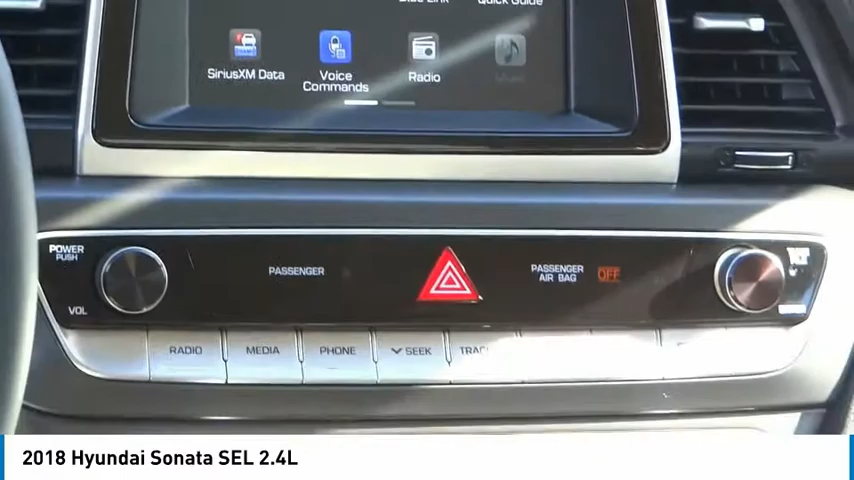 SiriusXM Data
Voice
Commands
Radio
Music
POWER
PUSH
VOL
PASSENGER
PASSENGER
AIR BAG
OFF
RADIO
MEDIA
PHONE
SEEK
2018 Hyundai Sonata SEL 2.4L